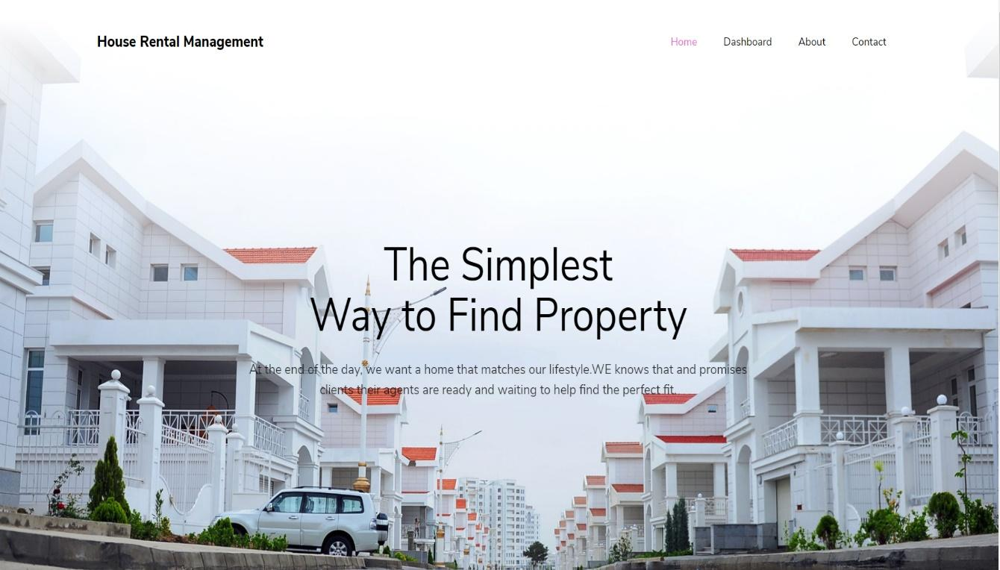 House Rental Management
Home Dashboard About Contact
The Simplest
Way to Find Property
At the end of the day, we want a home that matches our lifestyle.WE knows that and promises
clients their agents are ready and waiting to help find the perfect fit.